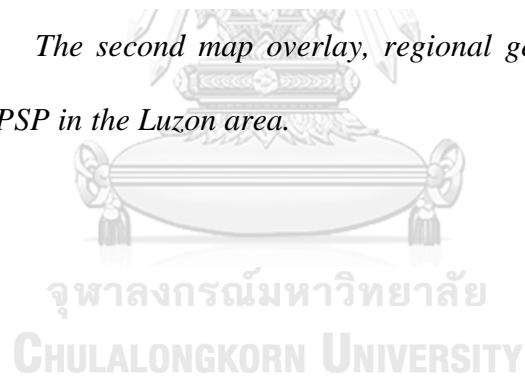 The second map overlay, regional
PSP in the Luzon area.
จุฬาลงกรณ์มหาวิทยาลัย
CHULALONGKORN UNIVERSITY